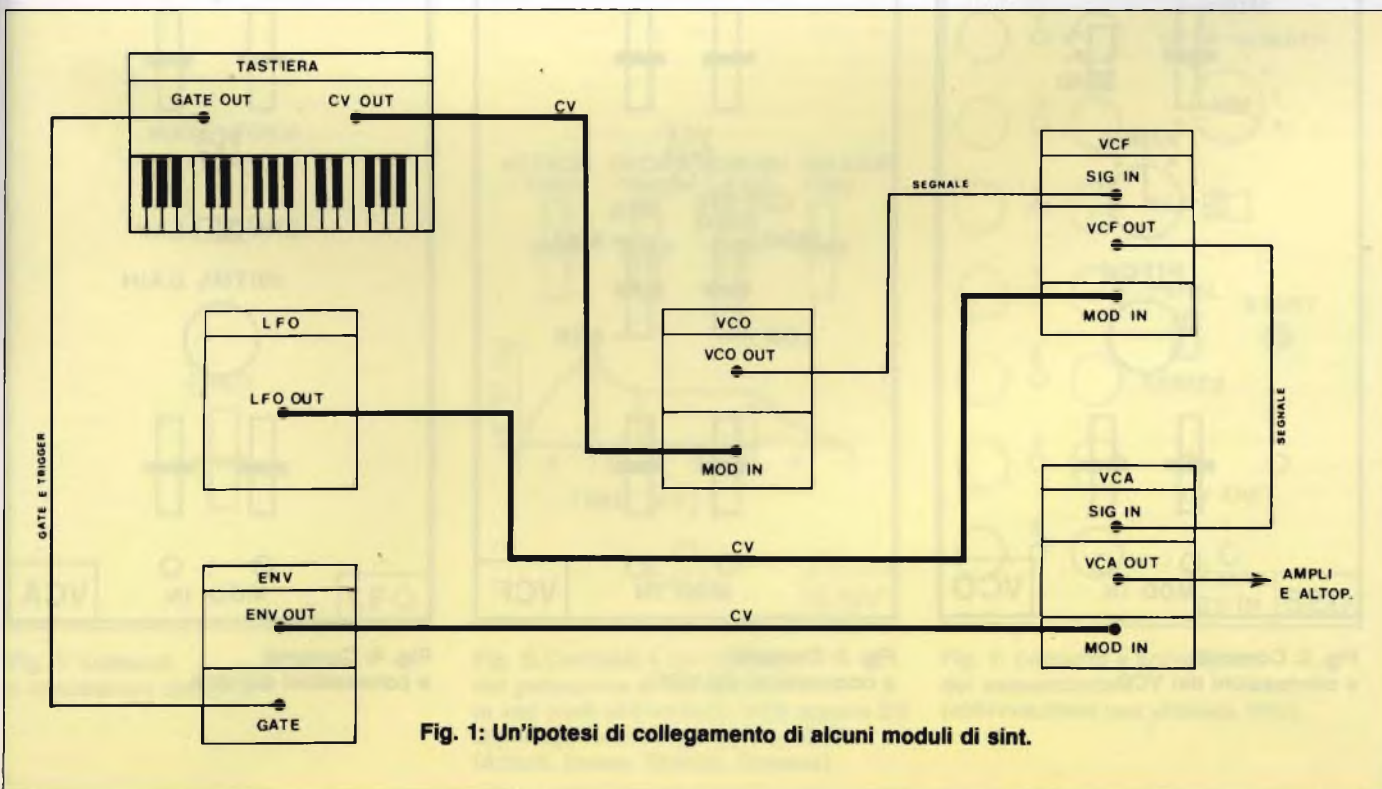 TASTIERA
GATE OUT
CV OUT
CV
GATE E TRIGGER
LFO
LFO OUT
VCO
VCO OUT
MOD IN
SEGNALE
VCF
SIG IN
VCF OUT
MOD IN
SEGNALE
CV
ENV
ENV OUT
GATE
CV
VCA
SIG IN
VCA OUT
MOD IN
AMPLI
E ALTOP.
Fig. 1: Un'ipotesi di collegamento di alcuni moduli di sint.